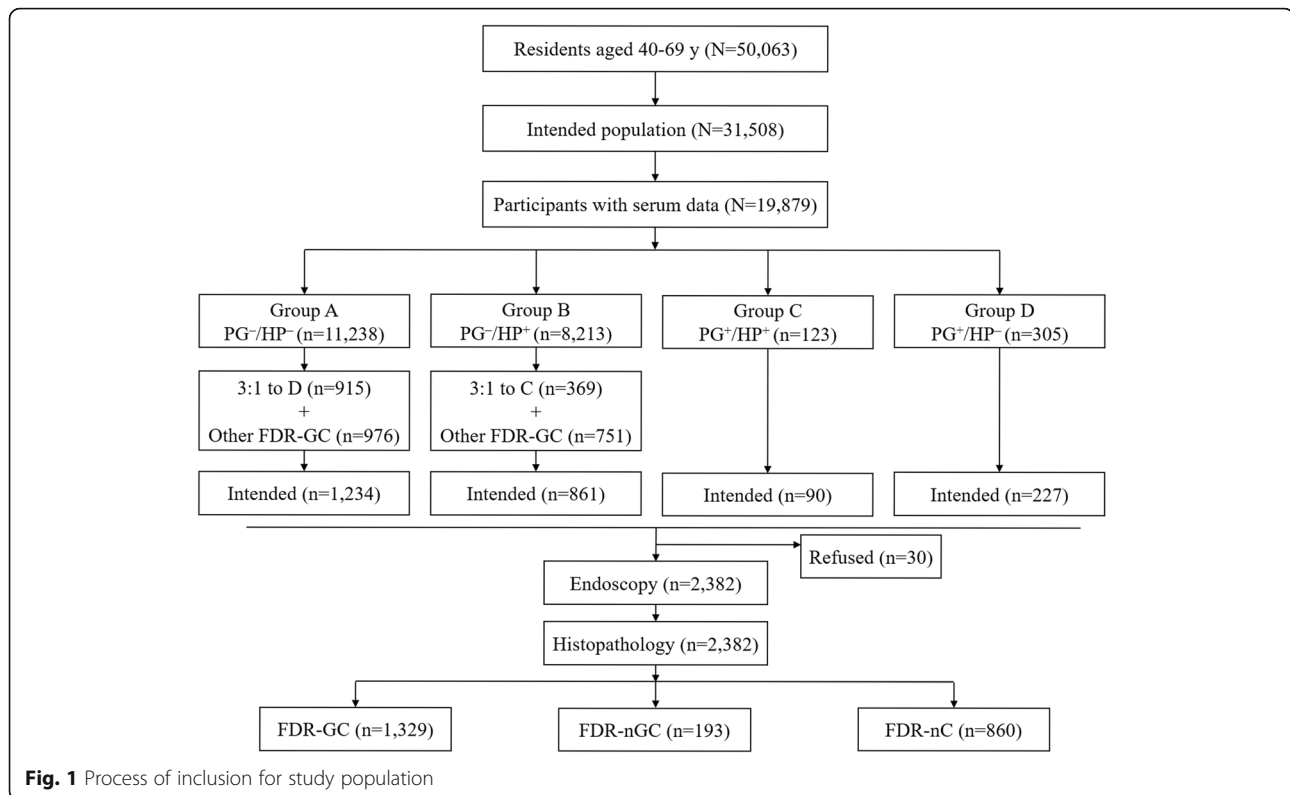 Residents aged 40-69 y (N=50,063)
Intended population (N=31,508)
Participants with serum data (N=19,879)
Group A
PG⁻/HP⁻ (n=11,238)
Group B
PG⁻/HP⁺ (n=8,213)
Group C
PG⁺/HP⁺ (n=123)
Group D
PG⁺/HP⁻ (n=305)
3:1 to D (n=915)
+
Other FDR-GC (n=976)
3:1 to C (n=369)
+
Other FDR-GC (n=751)
Intended (n=1,234)
Intended (n=861)
Intended (n=90)
Intended (n=227)
Refused (n=30)
Endoscopy (n=2,382)
Histopathology (n=2,382)
FDR-GC (n=1,329)
FDR-nGC (n=193)
FDR-nC (n=860)
Fig. 1 Process of inclusion for study population